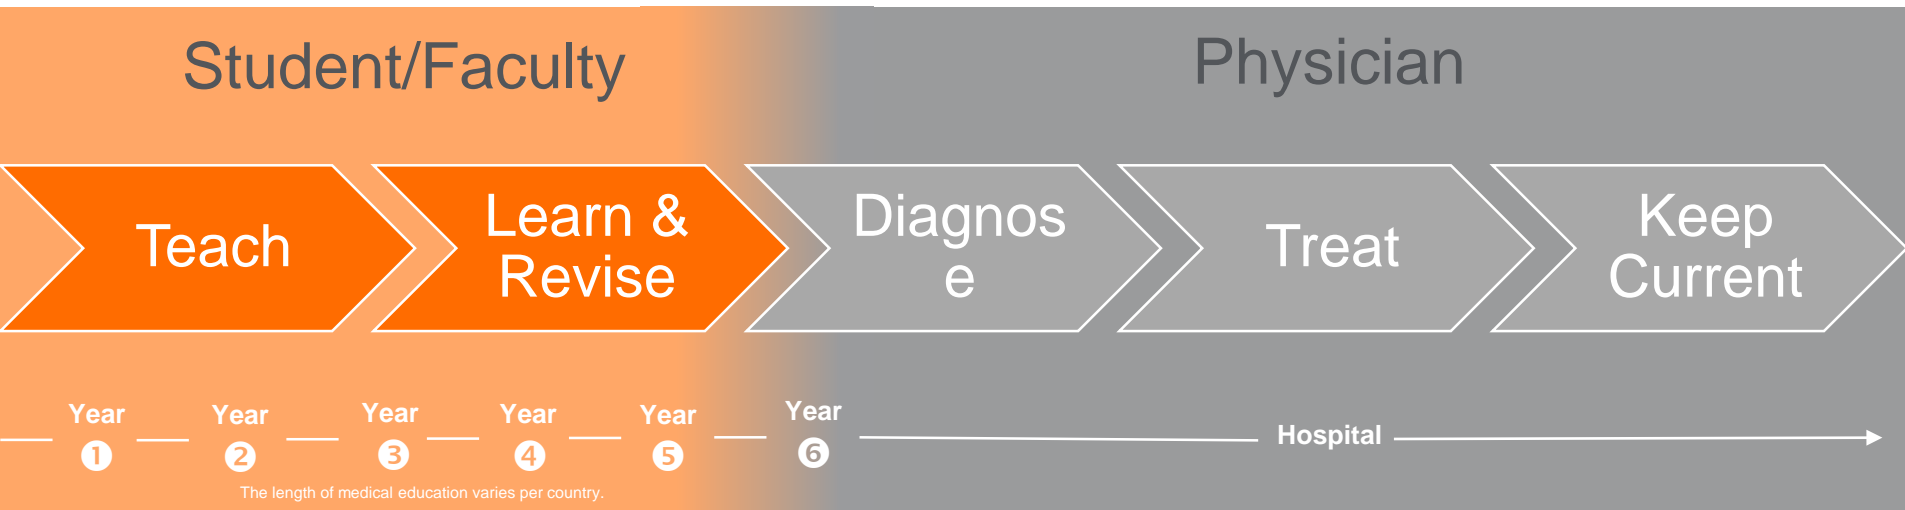 Student/Faculty
Physician
Teach
Learn &
Revise
Diagnos
e
Treat
Keep
Current
Year
1
Year
2
Year
3
Year
4
Year
5
Year
6
Hospital
The length of medical education varies per country.